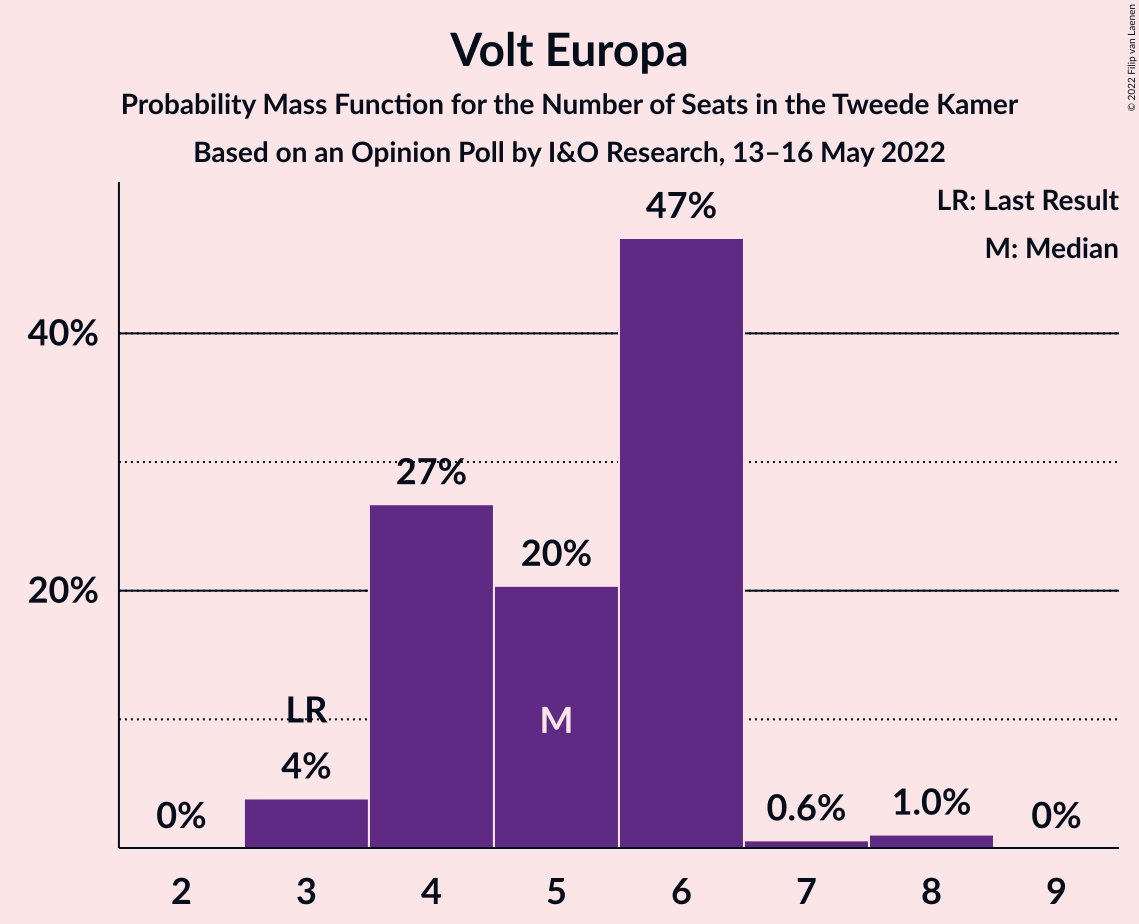 Volt Europa
Probability Mass Function for the Number of Seats in the Tweede Kamer
Based on an Opinion Poll by I&O Research, 13–16 May 2022
© 2022 Filip van Laenen
LR: Last Result
M: Median
47%
40%
27%
20%
20%
LR
M
4%
0%
0.6%
1.0%
0%
2 3 4 5 6 7 8 9